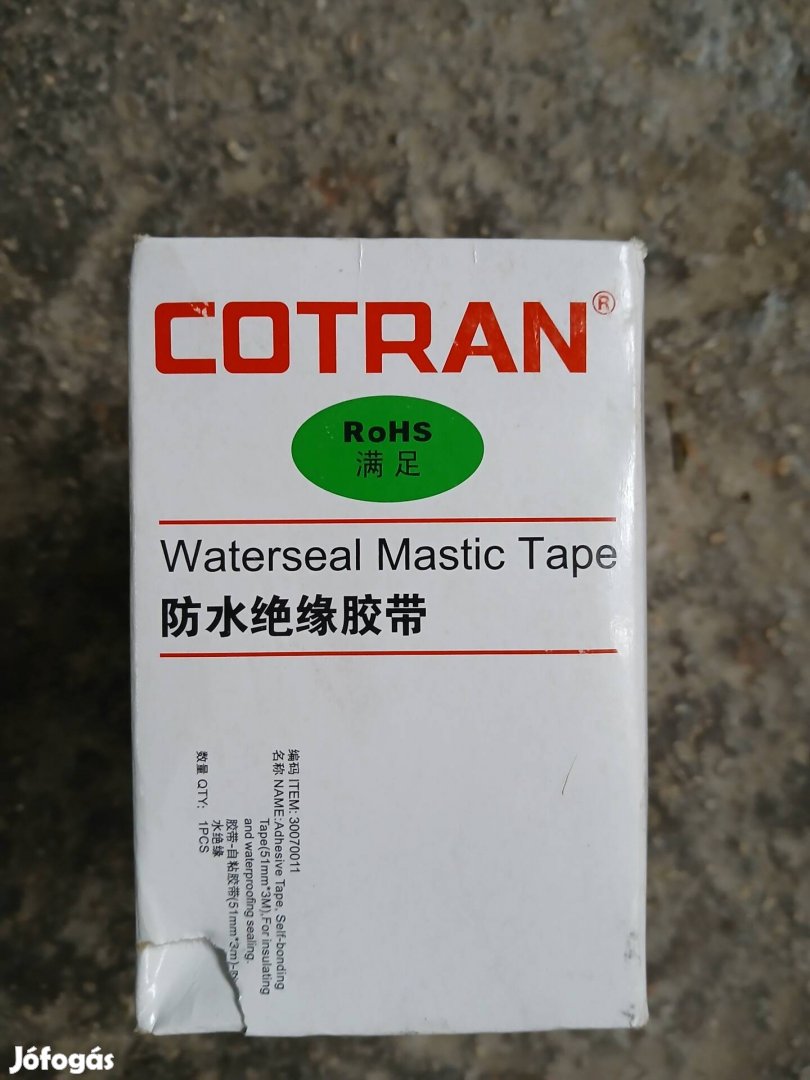 COTRAN®
RoHS
满足
Waterseal Mastic Tape
防水绝缘胶带
编码 ITEM: 30070011
名称 NAME:Adhesive Tape, Self-bonding
Tape(51mm*3M),For insulating
and waterproofing sealing.
胶带-自粘胶带(51mm*3m)-
水绝缘
数量 QTY: 1PCS
Jófogás